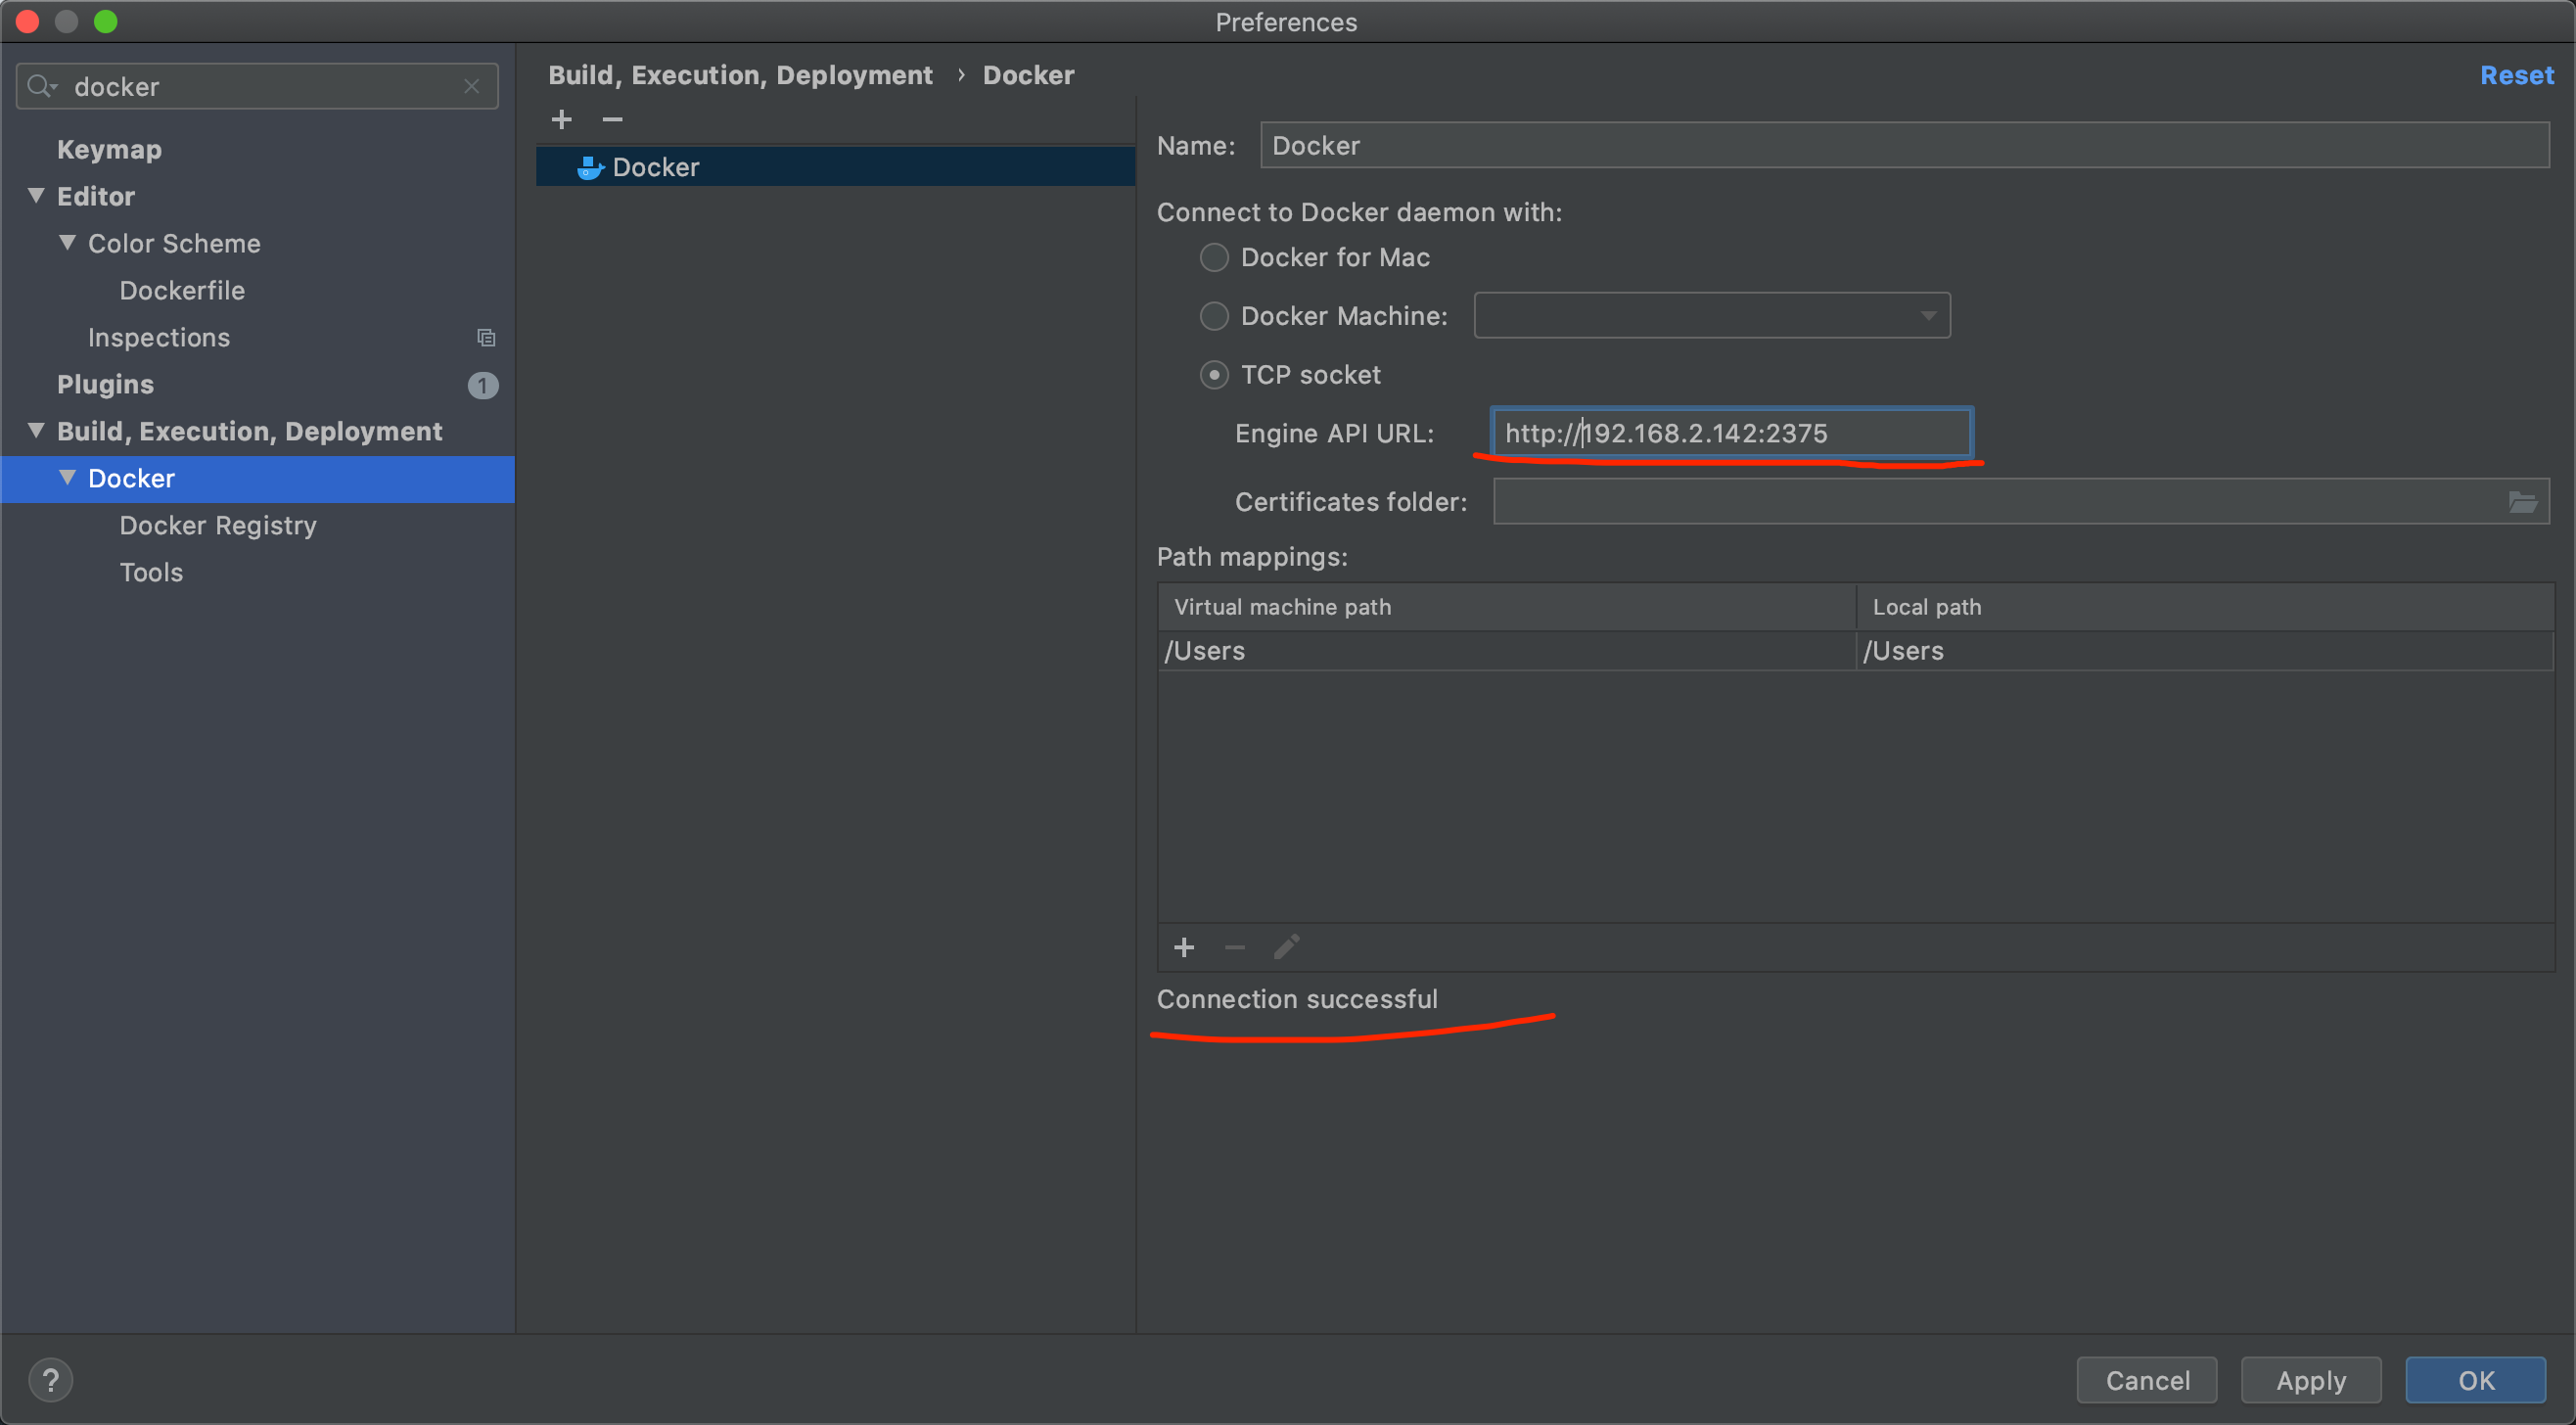 Preferences
docker
Keymap
Editor
Color Scheme
Dockerfile
Inspections
Plugins
1
Build, Execution, Deployment
Docker
Docker Registry
Tools
Build, Execution, Deployment › Docker
Reset
Docker
Name: Docker
Connect to Docker daemon with:
Docker for Mac
Docker Machine:
TCP socket
Engine API URL: http://192.168.2.142:2375
Certificates folder:
Path mappings:
Virtual machine path Local path
/Users /Users
Connection successful
?
Cancel Apply OK